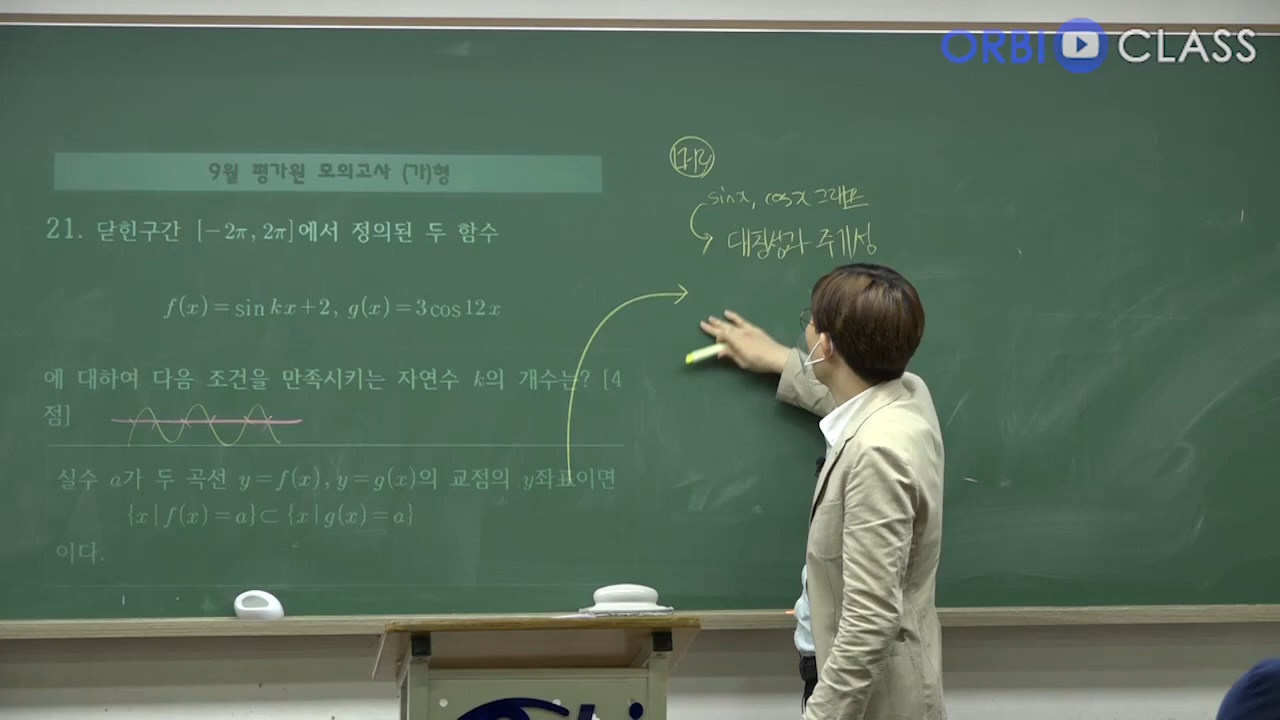 ORBI CLASS
9월 평가원 모의고사 (가)형
21. 닫힌구간 [-2π, 2π]에서 정의된 두 함수
f(x)=sin kx+2, g(x)=3cos12x
에 대하여 다음 조건을 만족시키는 자연수 k의 개수는? [4
점]
실수 a가 두 곡선 y=f(x), y=g(x)의 교점의 y좌표이면
{x|f(x)=a}⊂{x|g(x)=a}
이다.
sinx, cosx 그래프
대칭성과 주기성